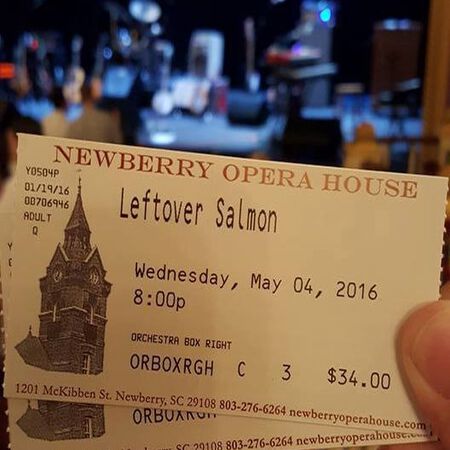 NEWBERRY OPERA HOUSE
Y0504P
01/19/16
00706946
ADULT
Q
Leftover Salmon
Wednesday, May 04, 2016
8:00p
ORCHESTRA BOX RIGHT
ORBOXRGH C 3 $34.00
1201 McKibben St. Newberry, SC 29108 803-276-6264 newberryoperahouse.com
ORBOXRGH
SC 29108 803-276-6264 newberryoperahouse.com